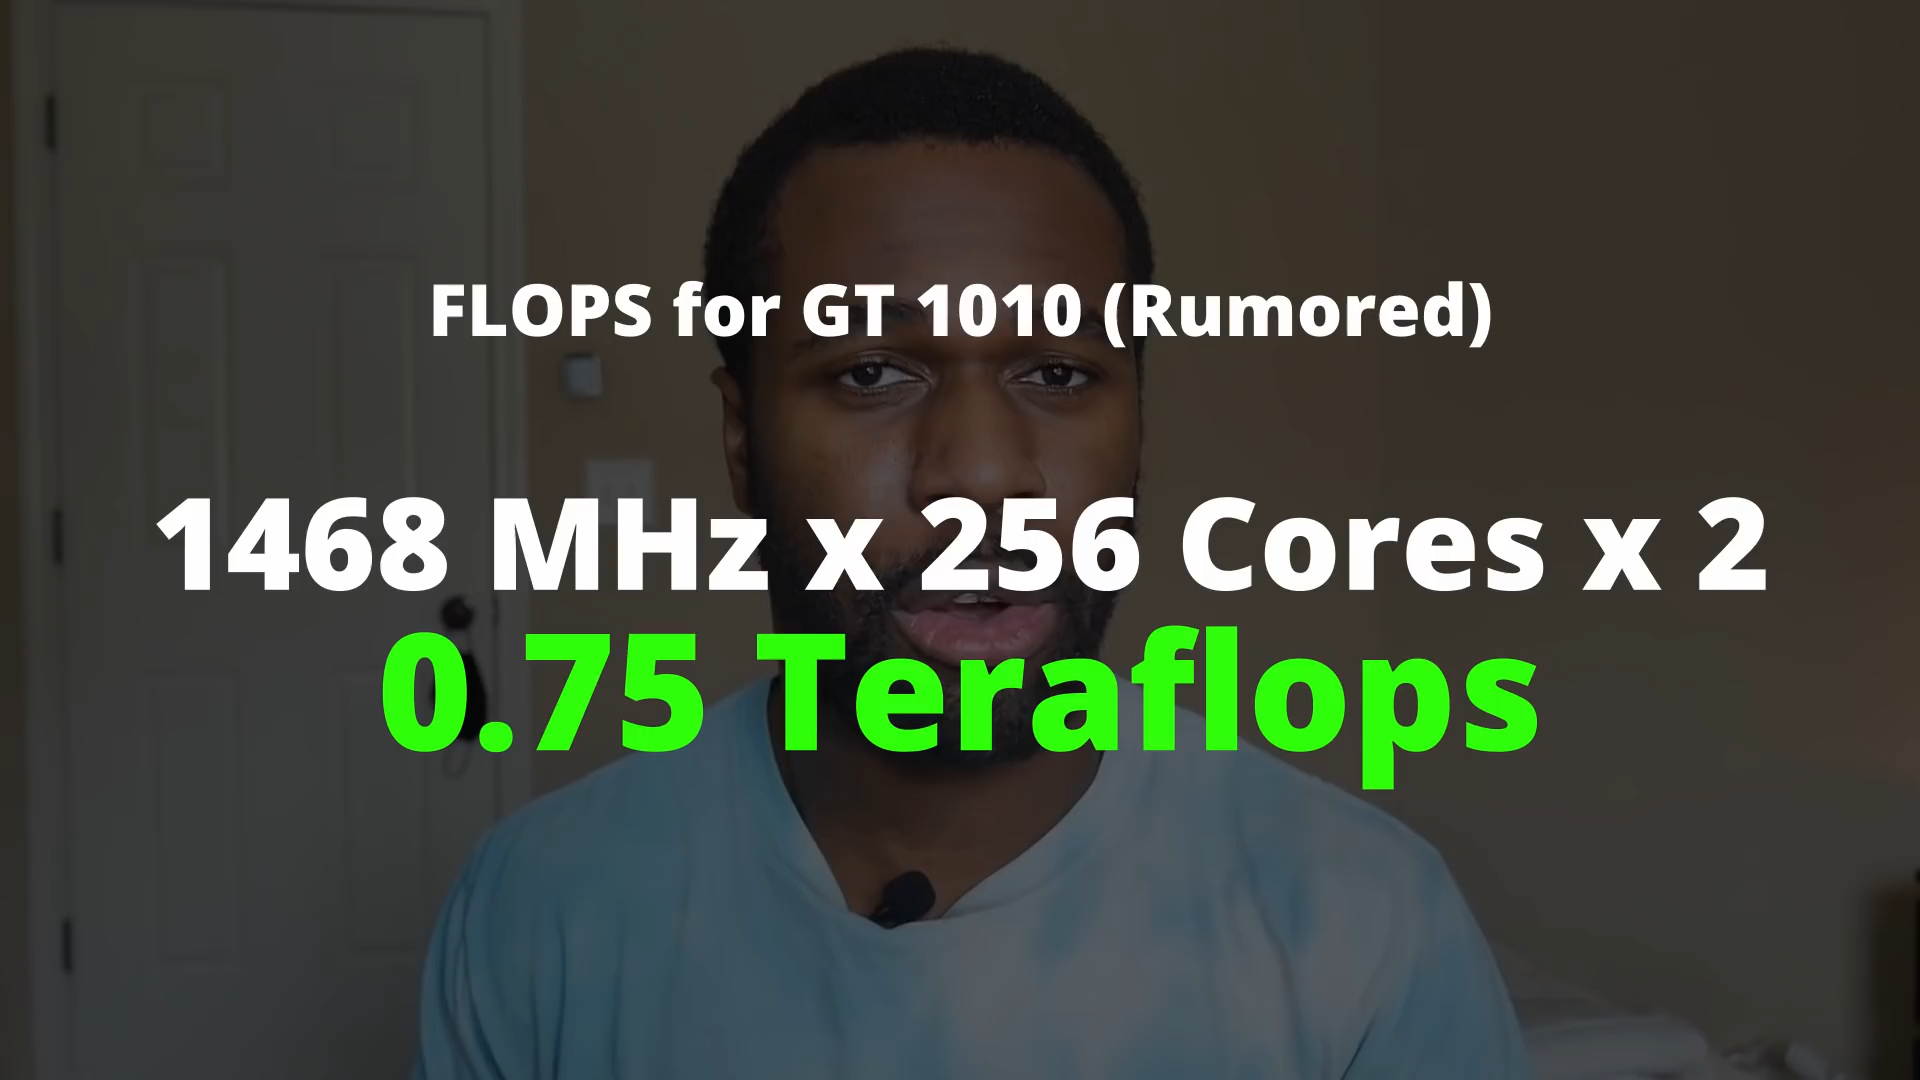 FLOPS for GT 1010 (Rumored)
1468 MHz x 256 Cores x 2
0.75 Teraflops